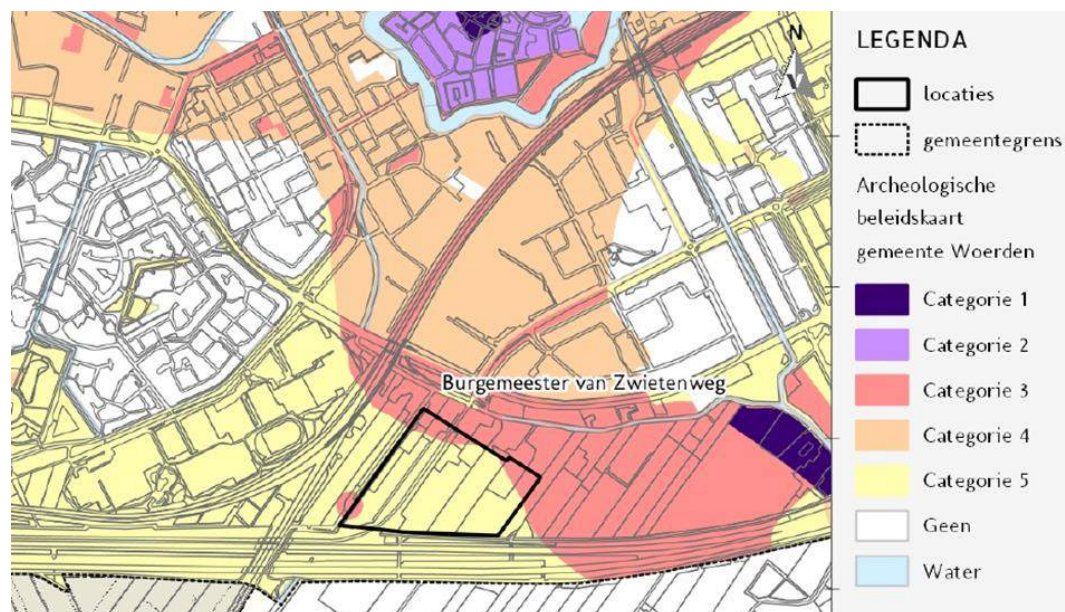 Burgemeester van Zwietenweg
N
LEGENDA
locaties
gemeentegrens
Archeologische
beleidskaart
gemeente Woerden
Categorie 1
Categorie 2
Categorie 3
Categorie 4
Categorie 5
Geen
Water